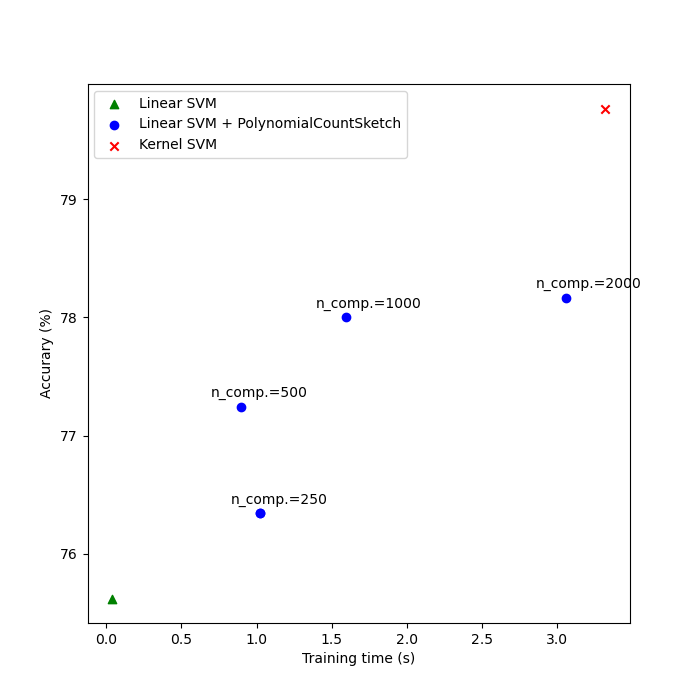 Linear SVM
Linear SVM + PolynomialCountSketch
Kernel SVM
79
n_comp.=2000
n_comp.=1000
78
Accurary (%)
n_comp.=500
77
n_comp.=250
76
0.0 0.5 1.0 1.5 2.0 2.5 3.0
Training time (s)